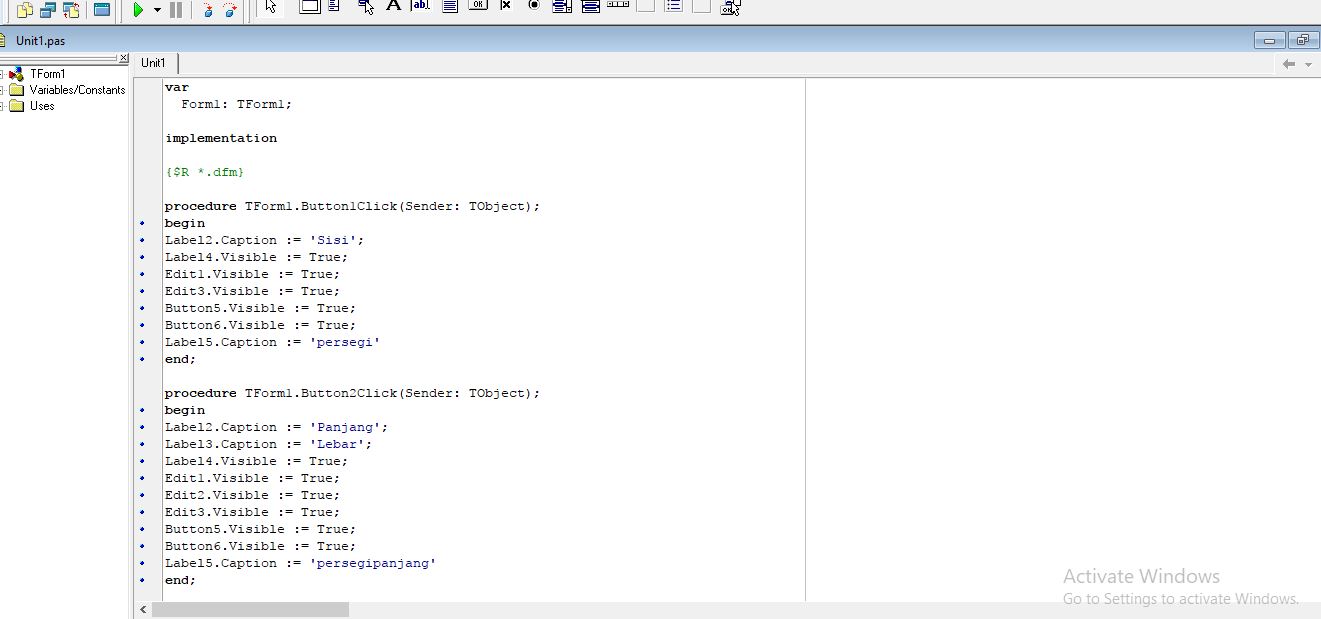 Unit1.pas
TForm1
Variables/Constants
Uses
Unit1
var
Form1: TForm1;
implementation
{$R *.dfm}
procedure TForm1.Button1Click(Sender: TObject);
begin
Label2.Caption := 'Sisi';
Label4.Visible := True;
Edit1.Visible := True;
Edit3.Visible := True;
Button5.Visible := True;
Button6.Visible := True;
Label5.Caption := 'persegi'
end;
procedure TForm1.Button2Click(Sender: TObject);
begin
Label2.Caption := 'Panjang';
Label3.Caption := 'Lebar';
Label4.Visible := True;
Edit1.Visible := True;
Edit2.Visible := True;
Edit3.Visible := True;
Button5.Visible := True;
Button6.Visible := True;
Label5.Caption := 'persegipanjang'
end;
Activate Windows
Go to Settings to activate Windows.